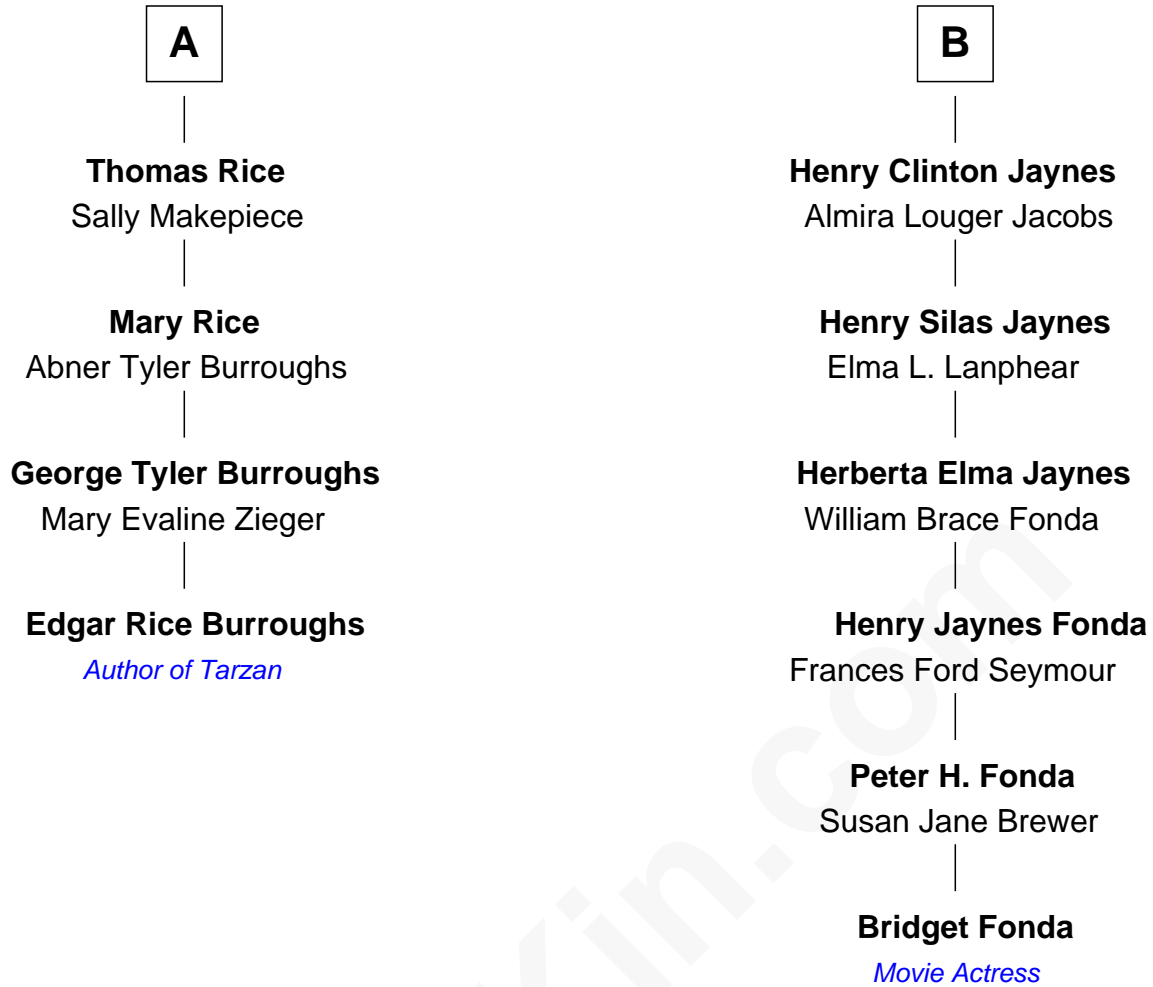 A
Thomas Rice
Sally Makepiece
Mary Rice
Abner Tyler Burroughs
George Tyler Burroughs
Mary Evaline Zieger
Edgar Rice Burroughs
Author of Tarzan
B
Henry Clinton Jaynes
Almira Louger Jacobs
Henry Silas Jaynes
Elma L. Lanphear
Herberta Elma Jaynes
William Brace Fonda
Henry Jaynes Fonda
Frances Ford Seymour
Peter H. Fonda
Susan Jane Brewer
Bridget Fonda
Movie Actress
Kin.com